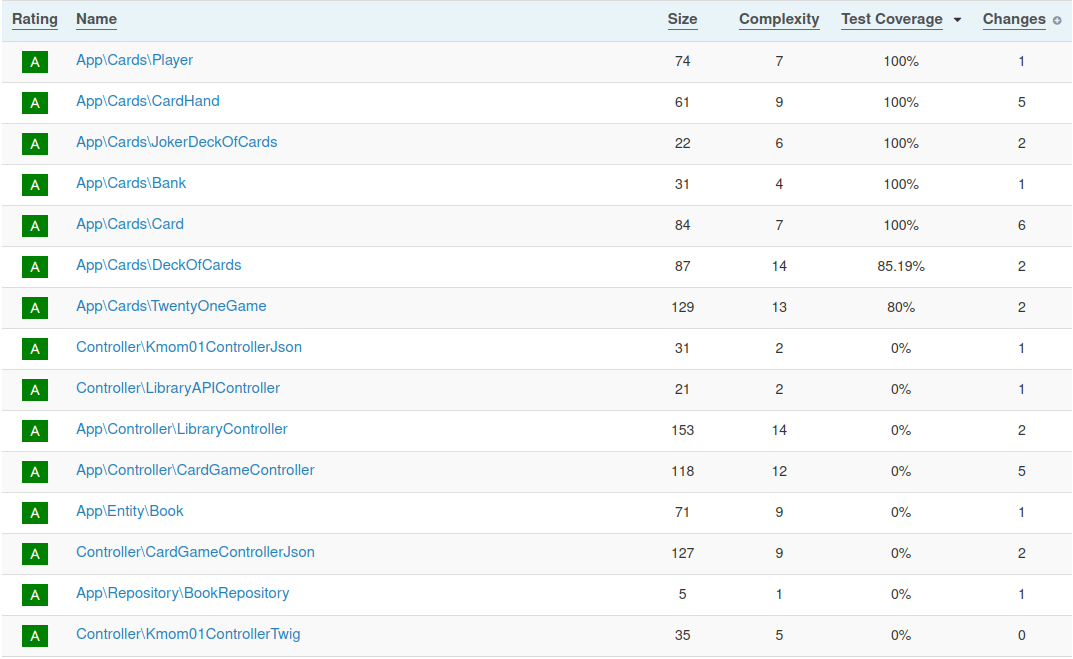 Rating Name Size Complexity Test Coverage Changes
A App\Cards\Player 74 7 100% 1
A App\Cards\CardHand 61 9 100% 5
A App\Cards\JokerDeckOfCards 22 6 100% 2
A App\Cards\Bank 31 4 100% 1
A App\Cards\Card 84 7 100% 6
A App\Cards\DeckOfCards 87 14 85.19% 2
A App\Cards\TwentyOneGame 129 13 80% 2
A Controller\Kmom01ControllerJson 31 2 0% 1
A Controller\LibraryAPIController 21 2 0% 1
A App\Controller\LibraryController 153 14 0% 2
A App\Controller\CardGameController 118 12 0% 5
A App\Entity\Book 71 9 0% 1
A Controller\CardGameControllerJson 127 9 0% 2
A App\Repository\BookRepository 5 1 0% 1
A Controller\Kmom01ControllerTwig 35 5 0% 0